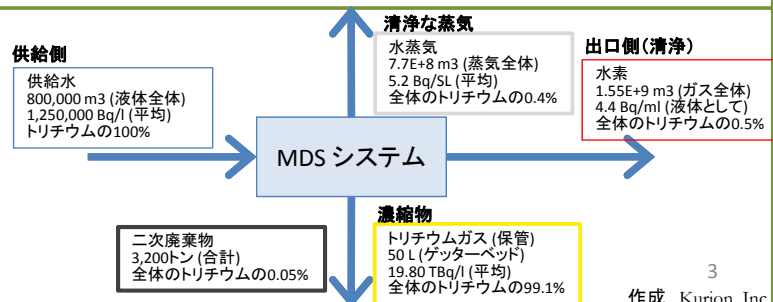 清浄な蒸気
水蒸気
7.7E+8 m3 (蒸気全体)
5.2 Bq/SL (平均)
全体のトリチウムの0.4%
供給側
供給水
800,000 m3 (液体全体)
1,250,000 Bq/l (平均)
トリチウムの100%
出口側(清浄)
水素
1.55E+9 m3 (ガス全体)
4.4 Bq/ml (液体として)
全体のトリチウムの0.5%
MDS システム
二次廃棄物
3,200トン (合計)
全体のトリチウムの0.05%
濃縮物
トリチウムガス (保管)
50 L (ゲッターベッド)
19.80 TBq/l (平均)
全体のトリチウムの99.1%
3
作成 Kurion, Inc